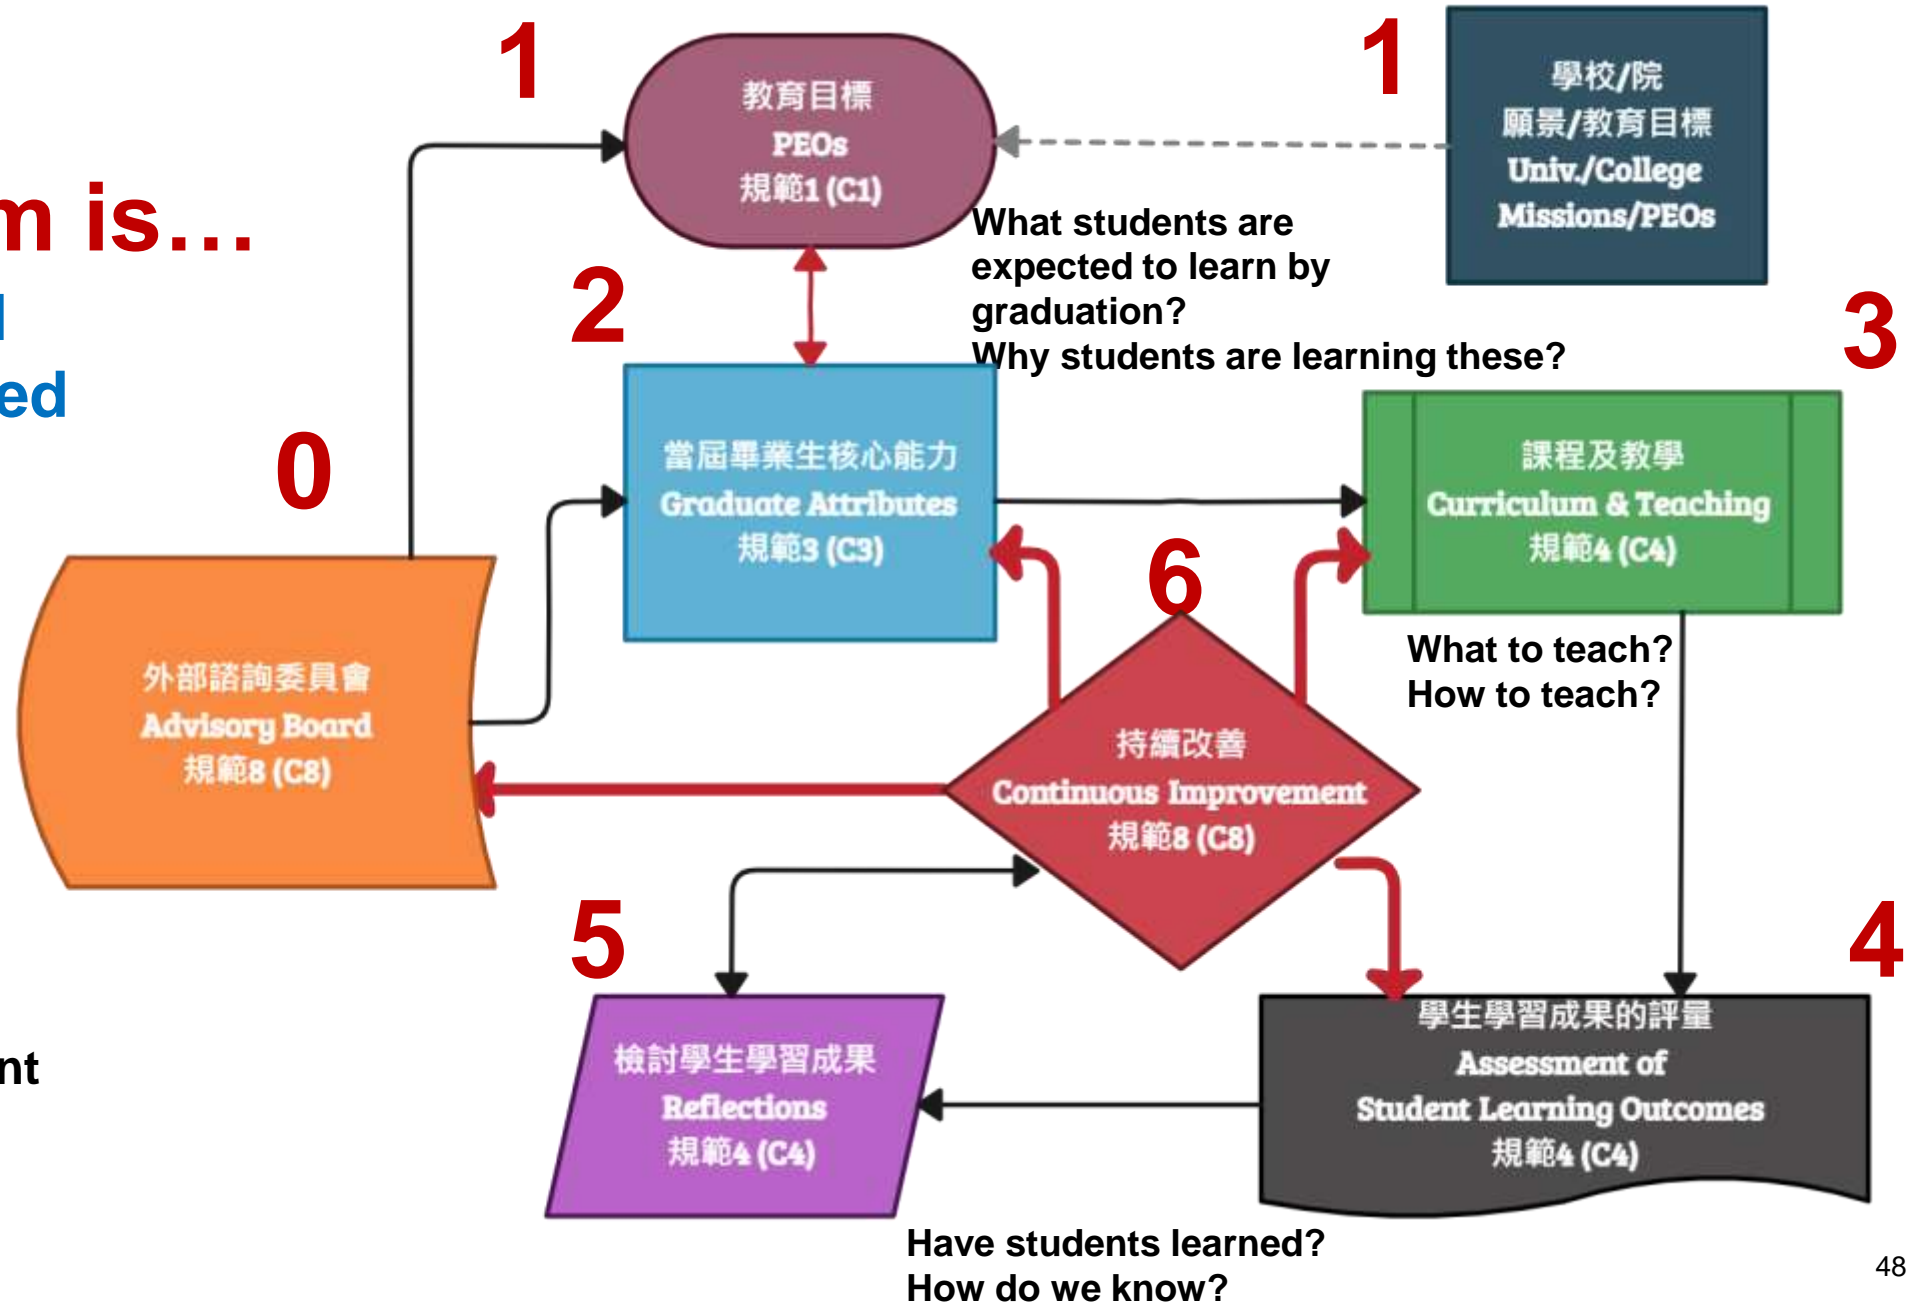 1
教育目標
PEOs
規範1 (C1)
1
學校/院
願景/教育目標
Univ./College
Missions/PEOs
m is…
ed
What students are
expected to learn by
graduation?
Why students are learning these?
2
當屆畢業生核心能力
Graduate Attributes
規範3 (C3)
3
課程及教學
Curriculum & Teaching
規範4 (C4)
What to teach?
How to teach?
0
外部諮詢委員會
Advisory Board
規範8 (C8)
6
持續改善
Continuous Improvement
規範8 (C8)
5
檢討學生學習成果
Reflections
規範4 (C4)
4
學生學習成果的評量
Assessment of
Student Learning Outcomes
規範4 (C4)
nt
Have students learned?
How do we know?
48